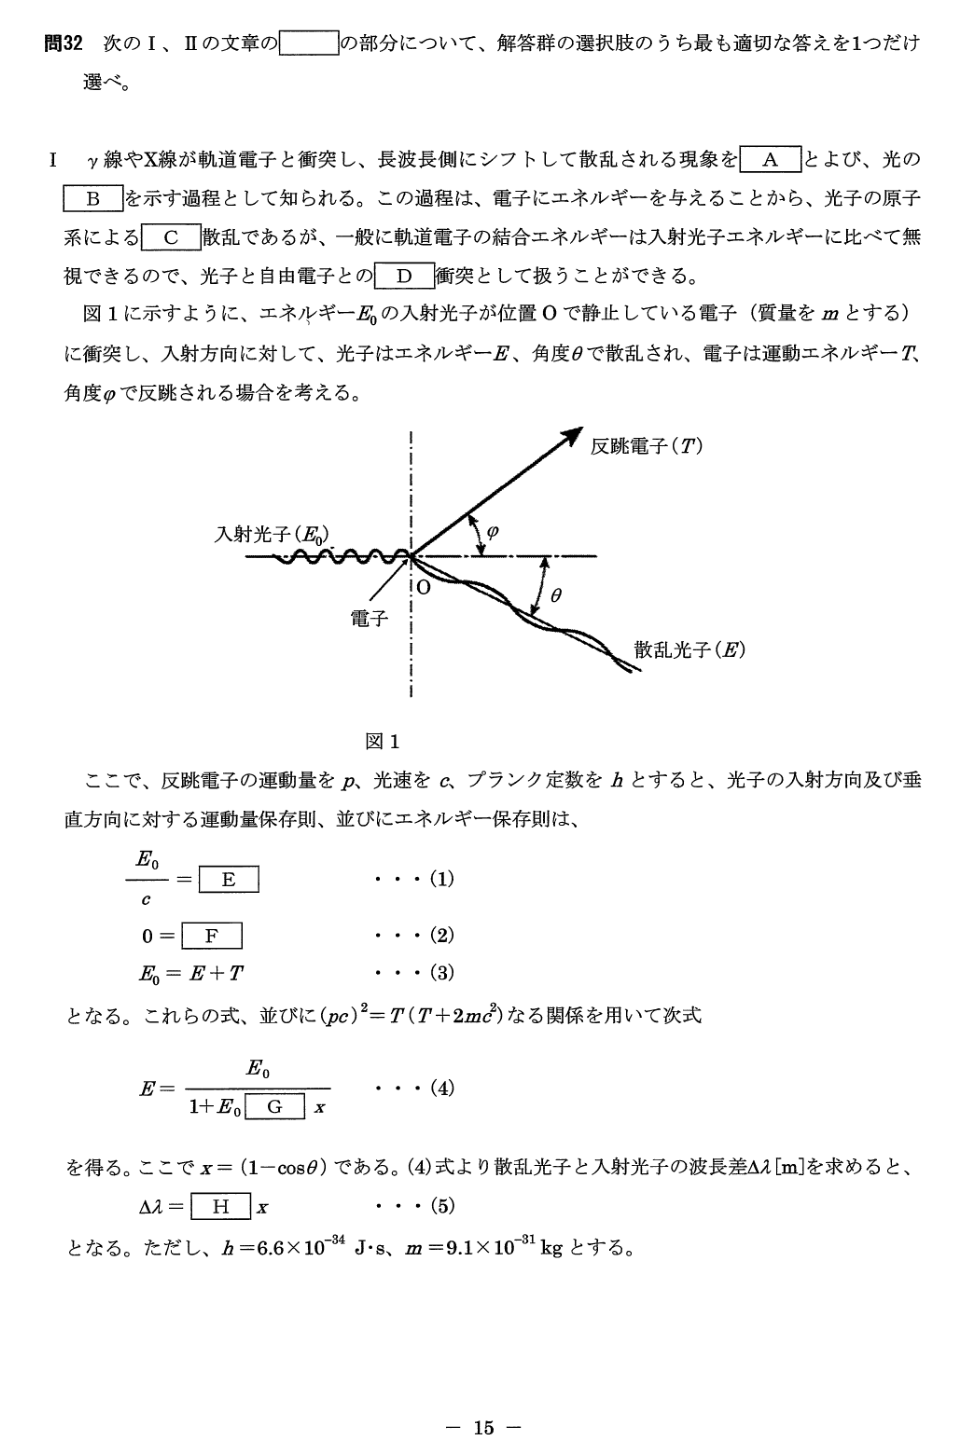 問32 次のⅠ、Ⅱの文章の の部分について、解答群の選択肢のうち最も適切な答えを1つだけ
選べ。
Ⅰ γ線やX線が軌道電子と衝突し、長波長側にシフトして散乱される現象を A とよび、光の
B を示す過程として知られる。この過程は、電子にエネルギーを与えることから、光子の原子
系による C 散乱であるが、一般に軌道電子の結合エネルギーは入射光子エネルギーに比べて無
視できるので、光子と自由電子との D 衝突として扱うことができる。
図1に示すように、エネルギーE₀の入射光子が位置Oで静止している電子（質量をmとする）
に衝突し、入射方向に対して、光子はエネルギーE、角度θで散乱され、電子は運動エネルギーT、
角度φで反跳される場合を考える。
反跳電子(T)
入射光子(E₀)
φ
O
θ
電子
散乱光子(E)
図1
ここで、反跳電子の運動量をp、光速をc、プランク定数をhとすると、光子の入射方向及び垂
直方向に対する運動量保存則、並びにエネルギー保存則は、
E₀/c = E ・・・(1)
0 = F ・・・(2)
E₀ = E + T ・・・(3)
となる。これらの式、並びに(pc)²= T(T+2mc²)なる関係を用いて次式
E = E₀/(1+E₀ G x) ・・・(4)
を得る。ここでx=(1−cosθ)である。(4)式より散乱光子と入射光子の波長差Δλ[m]を求めると、
Δλ = H x ・・・(5)
となる。ただし、h=6.6×10⁻³⁴ J·s、m=9.1×10⁻³¹ kgとする。
− 15 −